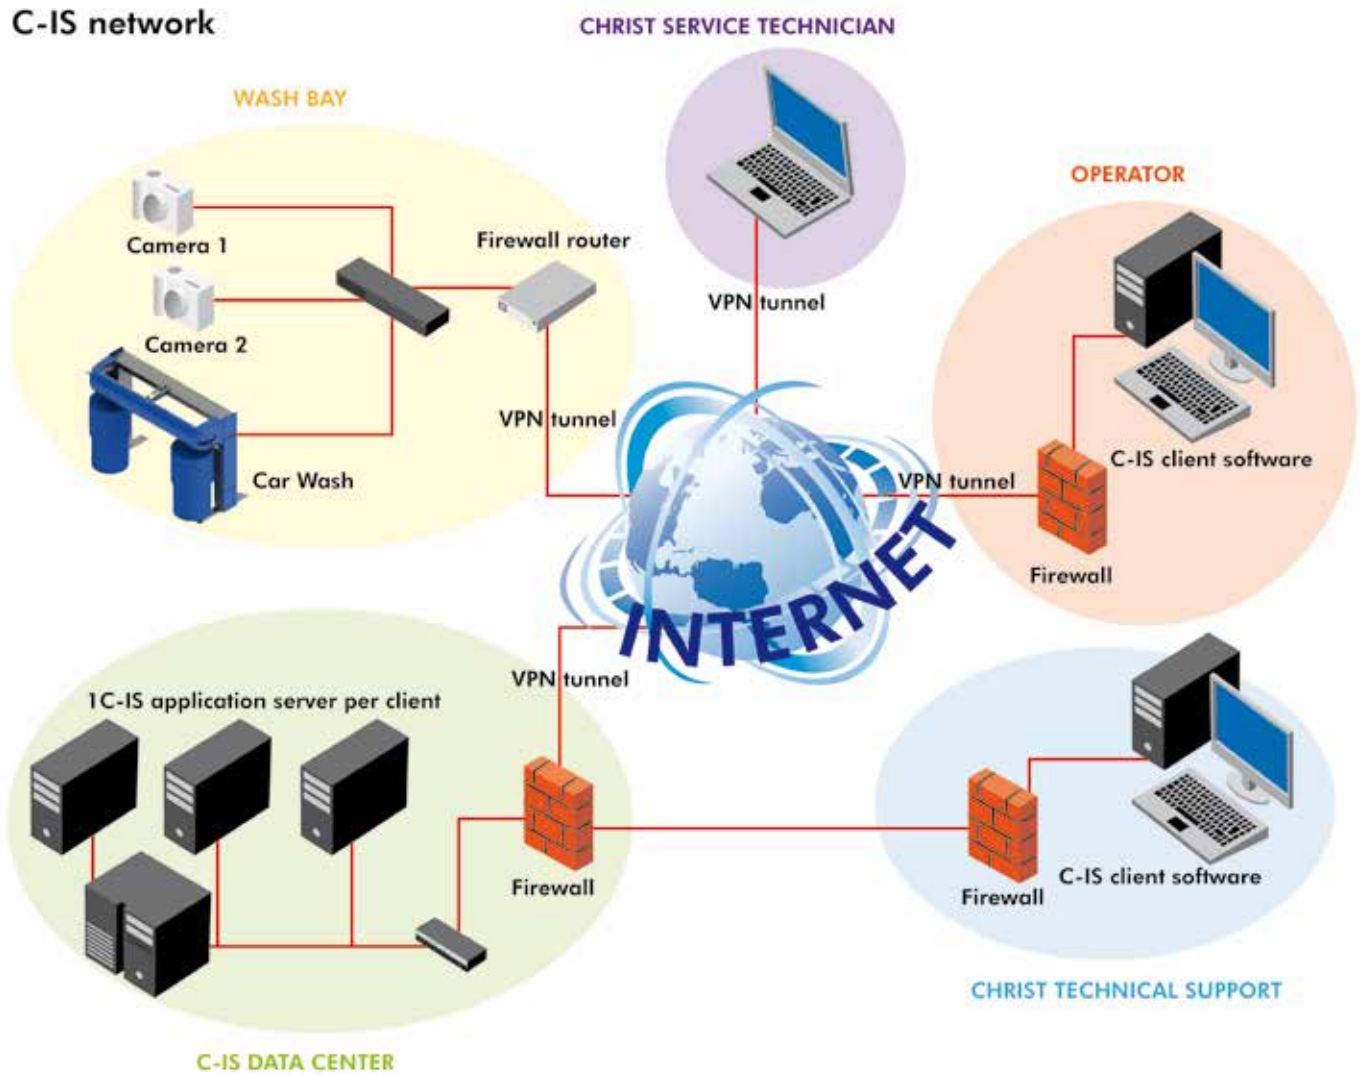 C-IS network
CHRIST SERVICE TECHNICIAN
WASH BAY
OPERATOR
Camera 1
Firewall router
VPN tunnel
Camera 2
VPN tunnel
Car Wash
C-IS client software
VPN tunnel
Firewall
INTERNET
VPN tunnel
1C-IS application server per client
Firewall
C-IS client software
Firewall
CHRIST TECHNICAL SUPPORT
C-IS DATA CENTER